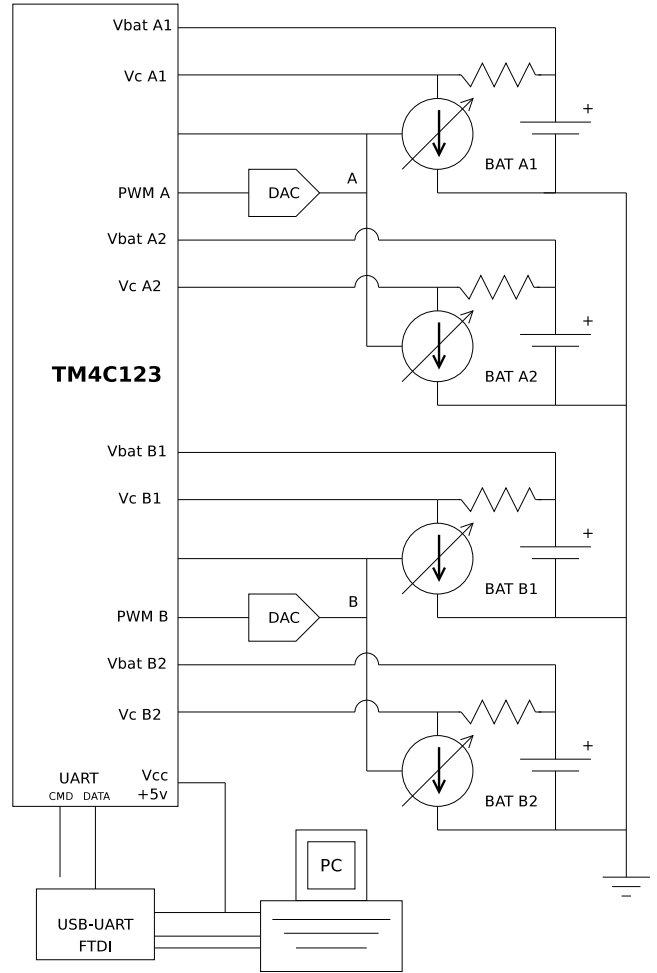 Vbat A1
Vc A1
+
BAT A1
PWM A
DAC
A
Vbat A2
Vc A2
+
BAT A2
TM4C123
Vbat B1
Vc B1
+
BAT B1
PWM B
DAC
B
Vbat B2
Vc B2
+
BAT B2
UART
CMD DATA
Vcc
+5v
PC
USB-UART
FTDI